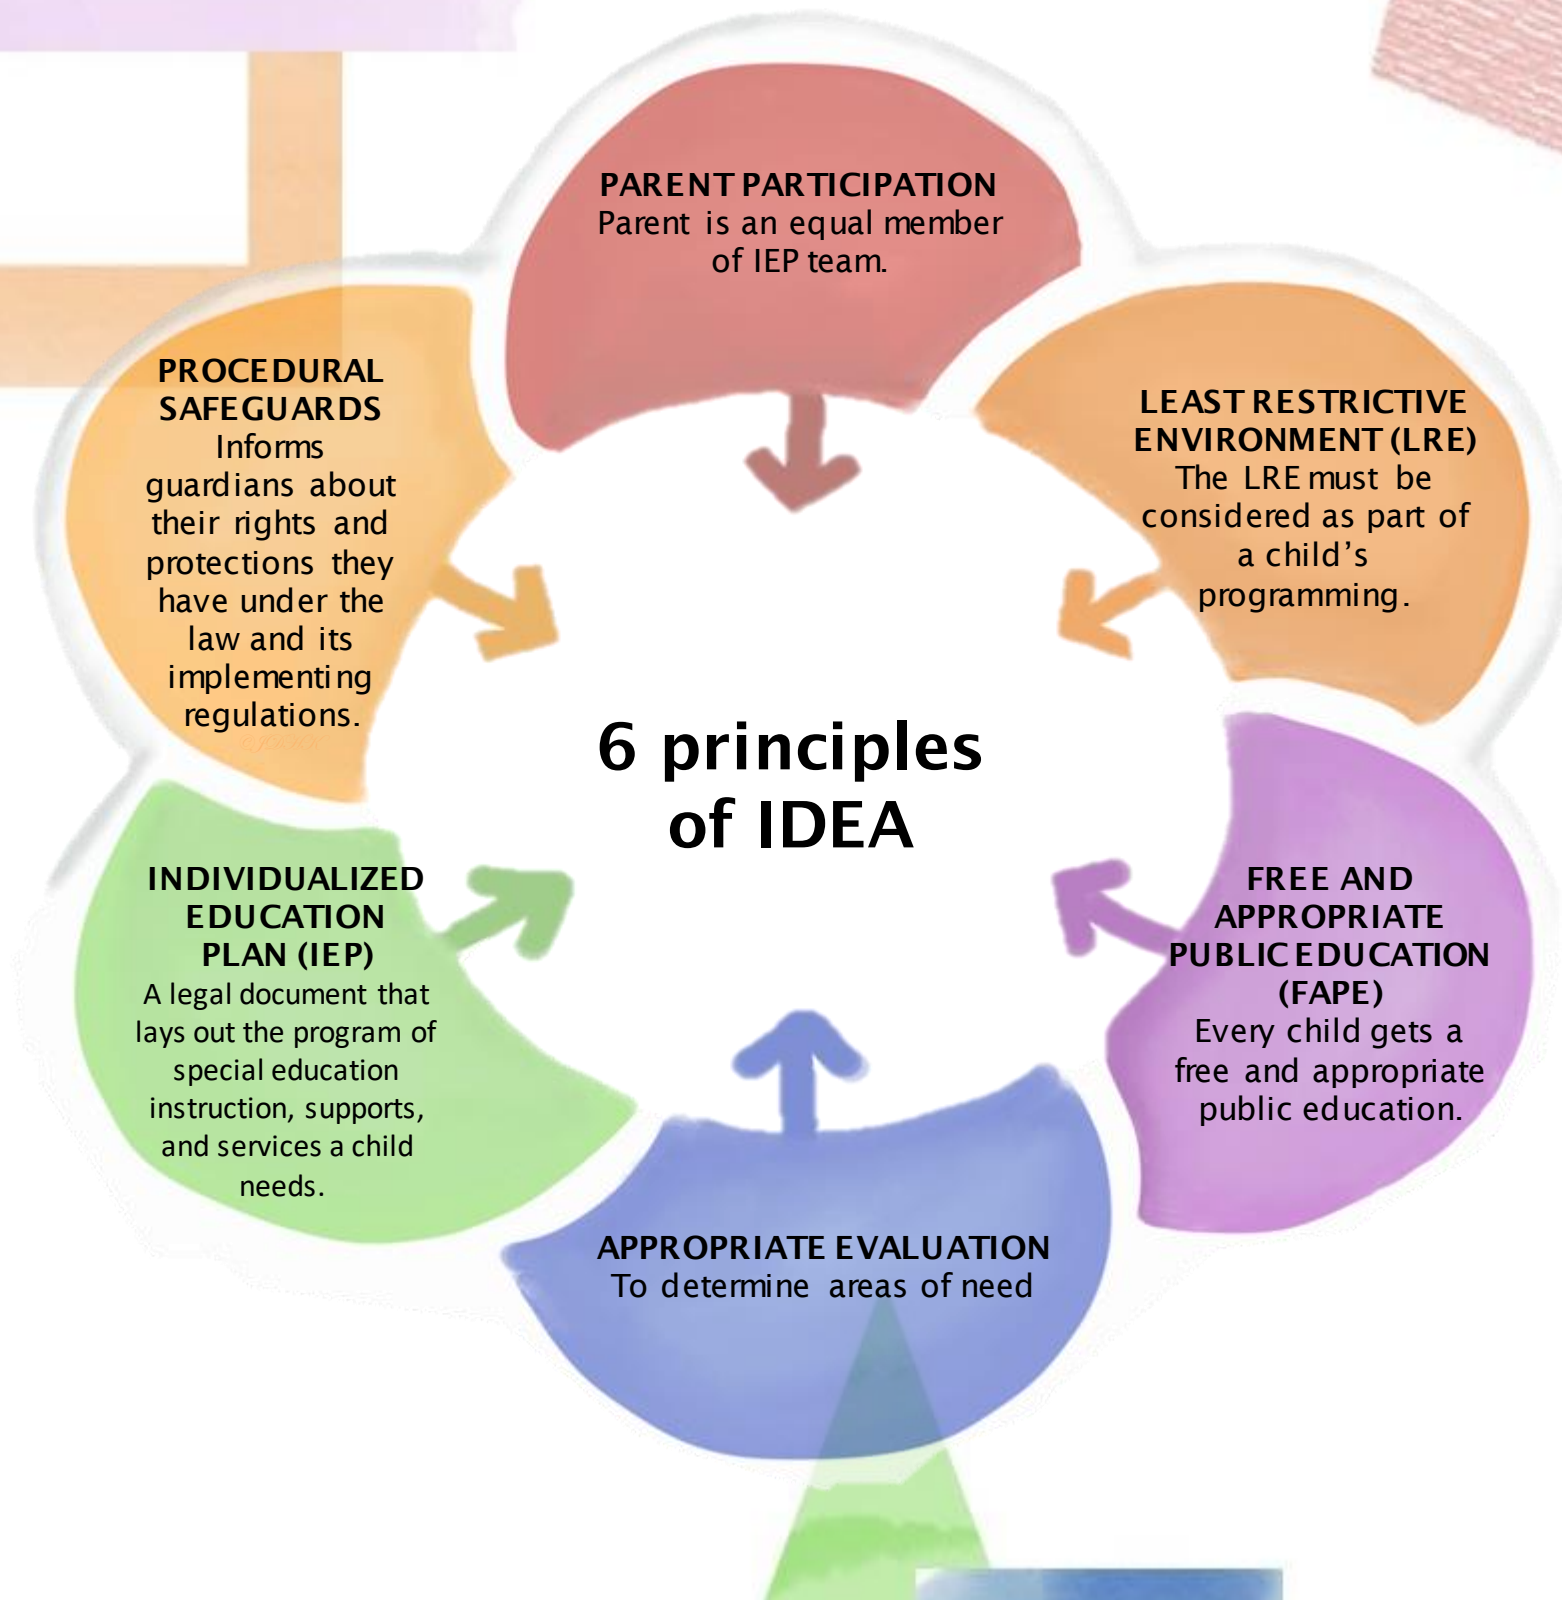 PARENT PARTICIPATION
Parent is an equal member
of IEP team.
LEAST RESTRICTIVE
ENVIRONMENT (LRE)
The LRE must be
considered as part of
a child’s
programming.
FREE AND
APPROPRIATE
PUBLIC EDUCATION
(FAPE)
Every child gets a
free and appropriate
public education.
APPROPRIATE EVALUATION
To determine areas of need
INDIVIDUALIZED
EDUCATION
PLAN (IEP)
A legal document that
lays out the program of
special education
instruction, supports,
and services a child
needs.
PROCEDURAL
SAFEGUARDS
Informs
guardians about
their rights and
protections they
have under the
law and its
implementing
regulations.
6 principles
of IDEA